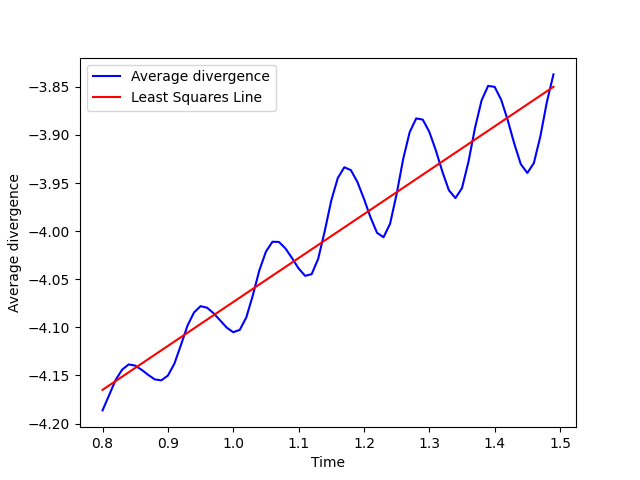 Average divergence
Least Squares Line
−3.85
−3.90
−3.95
−4.00
−4.05
−4.10
−4.15
−4.20
Average divergence
0.8 0.9 1.0 1.1 1.2 1.3 1.4 1.5
Time